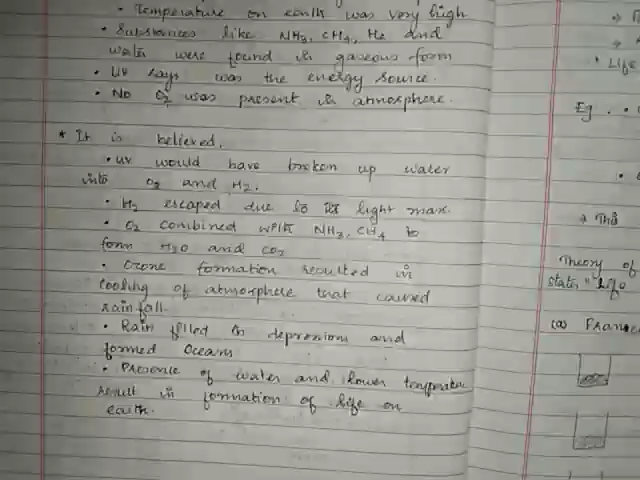 • Temperature on earth was very high
• Substances like NH3, CH4, He and
water were found in gaseous form
• UV rays was the energy source.
• No O2 was present in atmosphere.
* It is believed,
• UV would have broken up water
into O2 and H2.
• H2 escaped due to its light mass.
• O2 combined with NH3, CH4 to
form H2O and CO2
• Ozone formation resulted in
cooling of atmosphere that caused
rainfall.
• Rain filled in depressions and
formed Oceans
• Presence of water and lower temperature
result in formation of life on
earth.
• Life
Eg.
Theory of
life
(a)